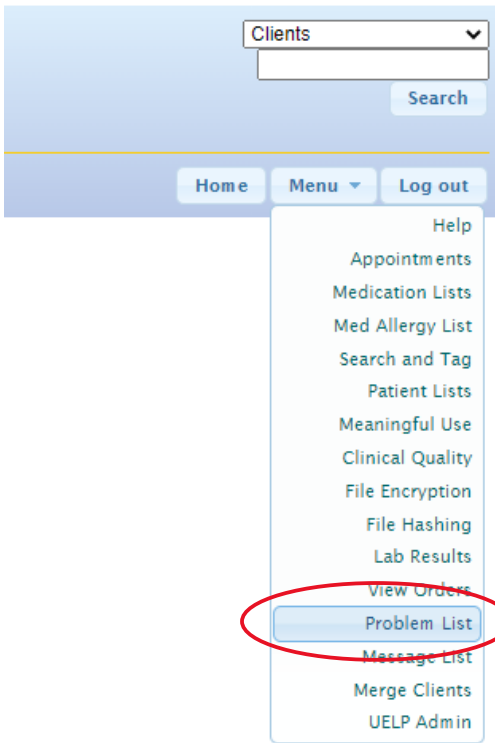 Clients
Search
Home Menu Log out
Help
Appointments
Medication Lists
Med Allergy List
Search and Tag
Patient Lists
Meaningful Use
Clinical Quality
File Encryption
File Hashing
Lab Results
View Orders
Problem List
Message List
Merge Clients
UELP Admin